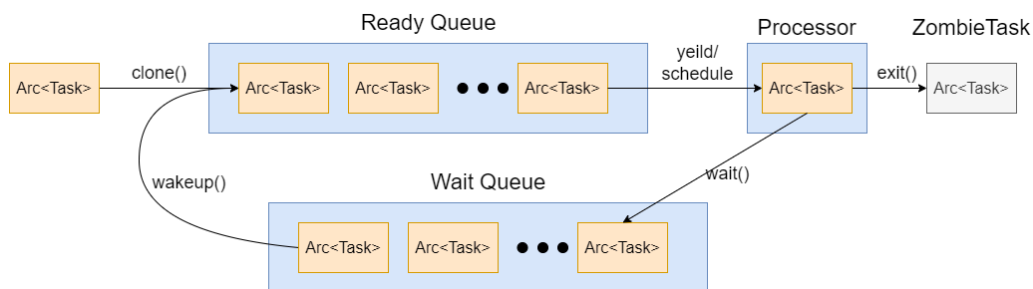 Ready Queue
Processor
ZombieTask
Arc<Task>
clone()
Arc<Task>
Arc<Task>
Arc<Task>
yeild/
schedule
Arc<Task>
exit()
Arc<Task>
wakeup()
Wait Queue
wait()
Arc<Task>
Arc<Task>
Arc<Task>